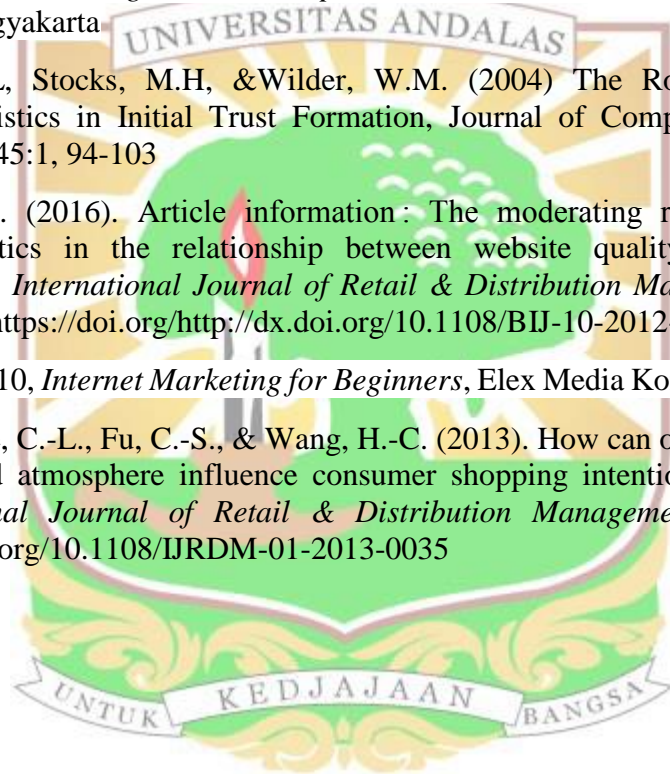 gyakarta
UNIVERSITAS ANDALAS
L, Stocks, M.H, &Wilder, W.M. (2004) The Ro
istics in Initial Trust Formation, Journal of Comp
45:1, 94-103
. (2016). Article information : The moderating r
tics in the relationship between website quality
International Journal of Retail & Distribution Ma
https://doi.org/http://dx.doi.org/10.1108/BIJ-10-2012-
10, Internet Marketing for Beginners, Elex Media Ko
, C.-L., Fu, C.-S., & Wang, H.-C. (2013). How can o
d atmosphere influence consumer shopping intentio
nal Journal of Retail & Distribution Manageme
.org/10.1108/IJRDM-01-2013-0035
UNTUK KEDJAJAAN BANGSA